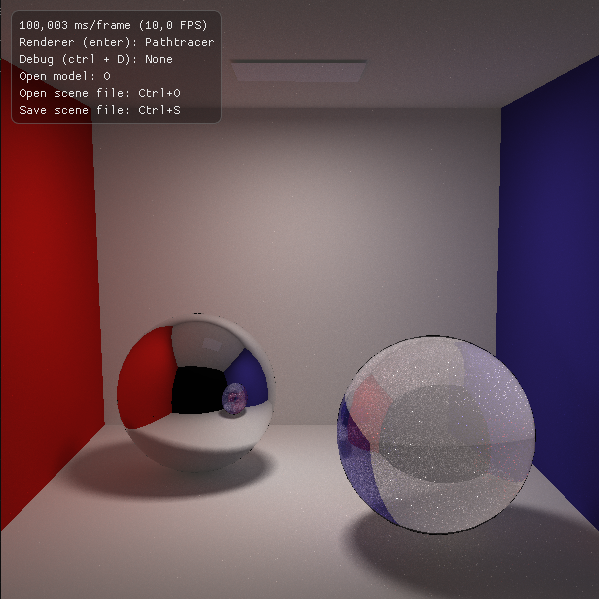 100,003 ms/frame (10,0 FPS)
Renderer (enter): Pathtracer
Debug (ctrl + D): None
Open model: O
Open scene file: Ctrl+O
Save scene file: Ctrl+S